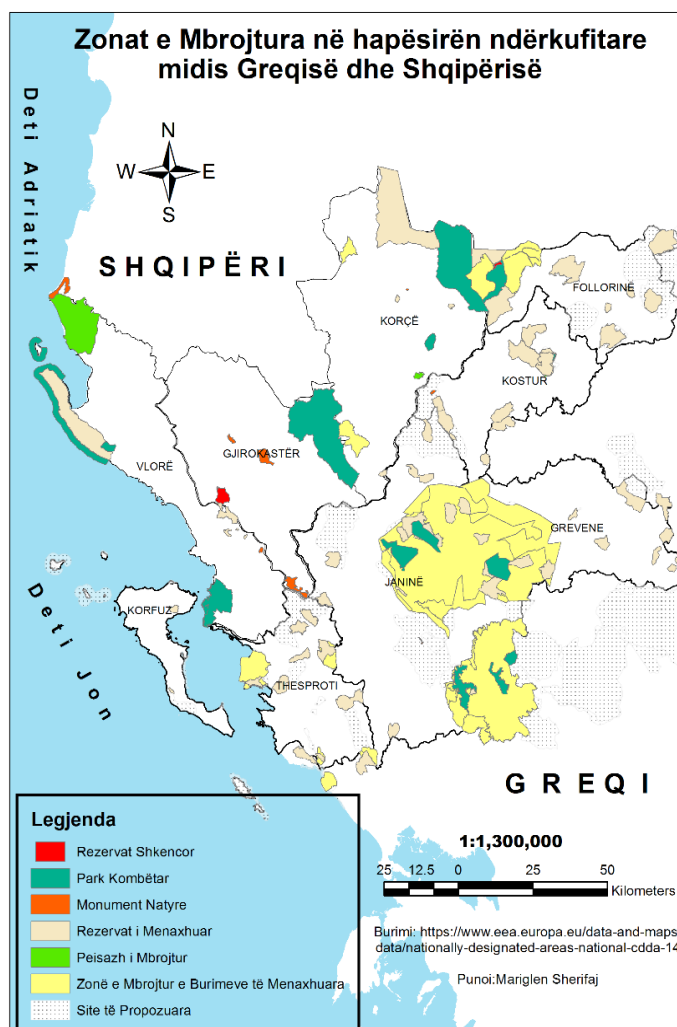 Zonat e Mbrojtura në hapësirën ndërkufitare
midis Greqisë dhe Shqipërisë
Deti Adriatik
N
W E
S
SHQIPËRI
FOLLORINË
KORÇË
KOSTUR
GJIROKASTËR
VLORË
GREVENE
JANINË
Deti Jon
KORFUZ
THESPROTI
GREQI
Legjenda
Rezervat Shkencor
Park Kombëtar
Monument Natyre
Rezervat i Menaxhuar
Peisazh i Mbrojtur
Zonë e Mbrojtur e Burimeve të Menaxhuara
Site të Propozuara
1:1,300,000
25 12.5 0 25 50
Kilometers
Burimi: https://www.eea.europa.eu/data-and-maps
data/nationally-designated-areas-national-cdda-14
Punoi:Mariglen Sherifaj